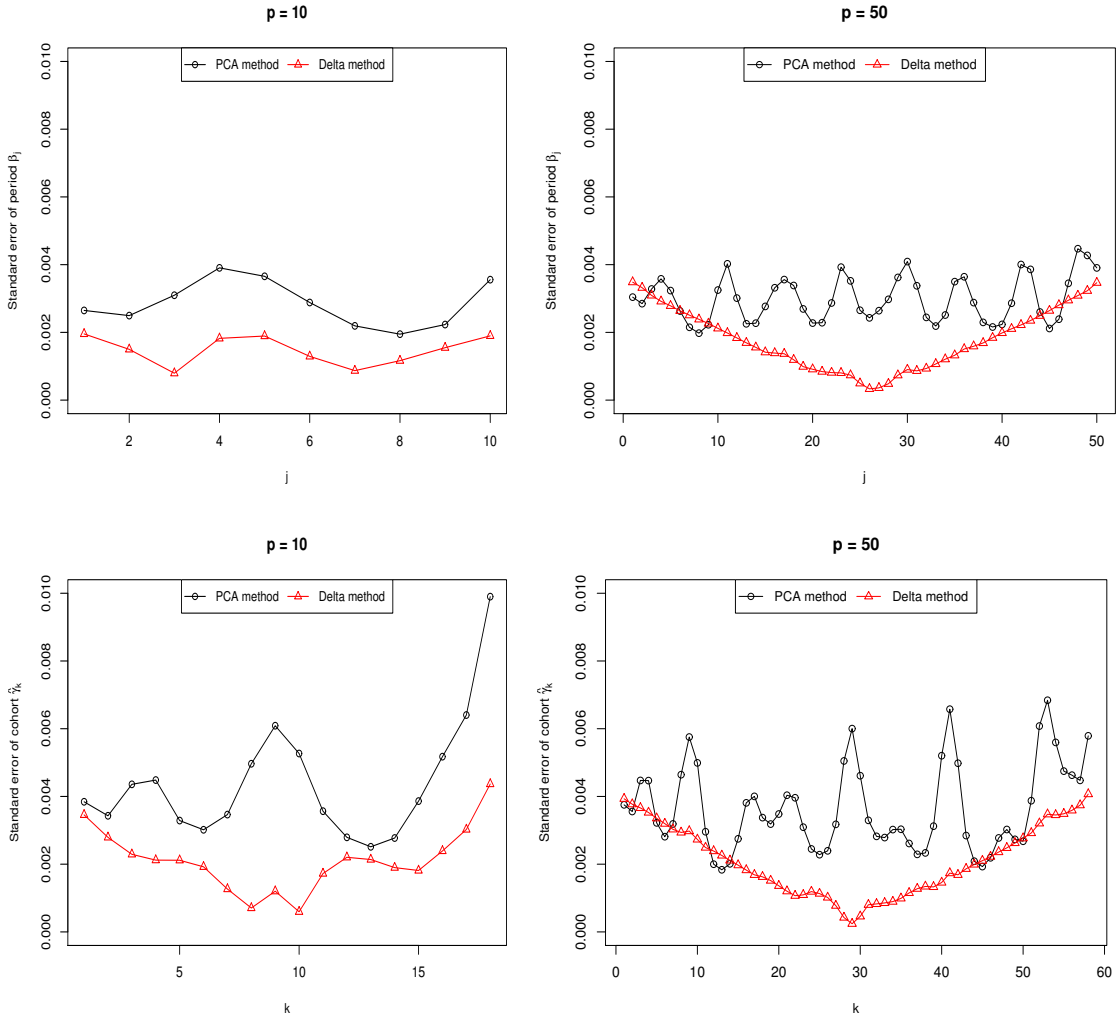 p = 10
PCA method Delta method
Standard error of period βj
0.000 0.002 0.004 0.006 0.008 0.010
2 4 6 8 10
j
p = 50
PCA method Delta method
Standard error of period βj
0.000 0.002 0.004 0.006 0.008 0.010
0 10 20 30 40 50
j
p = 10
PCA method Delta method
Standard error of cohort γ̂k
0.000 0.002 0.004 0.006 0.008 0.010
5 10 15
k
p = 50
PCA method Delta method
Standard error of cohort γ̂k
0.000 0.002 0.004 0.006 0.008 0.010
0 10 20 30 40 50 60
k